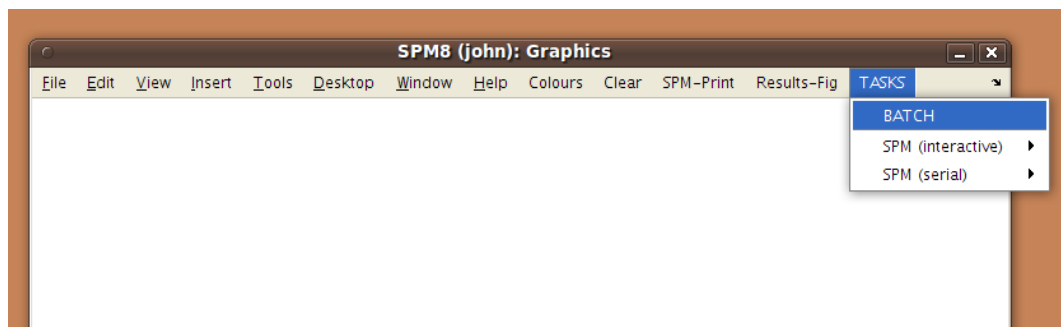 SPM8 (john): Graphics
File Edit View Insert Tools Desktop Window Help Colours Clear SPM-Print Results-Fig TASKS
BATCH
SPM (interactive)
SPM (serial)